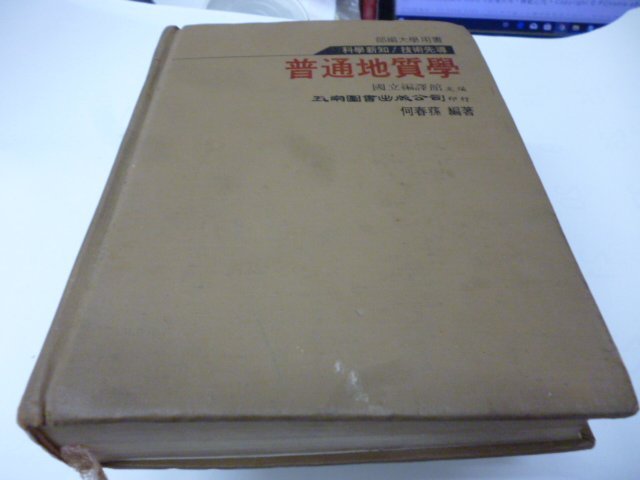 部編大學用書
科學新知/技術先導
普通地質學
國立編譯館 主編
五南圖書出版公司 印行
何春蓀 編著